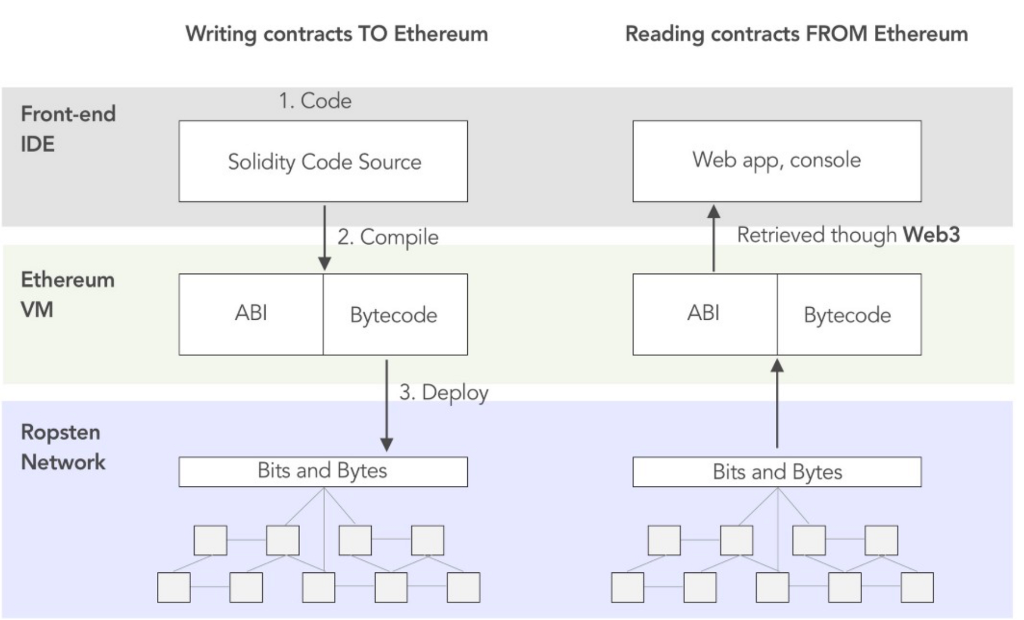 Writing contracts TO Ethereum
Reading contracts FROM Ethereum
Front-end
IDE
1. Code
Solidity Code Source
Web app, console
2. Compile
Retrieved though Web3
Ethereum
VM
ABI
Bytecode
ABI
Bytecode
3. Deploy
Ropsten
Network
Bits and Bytes
Bits and Bytes